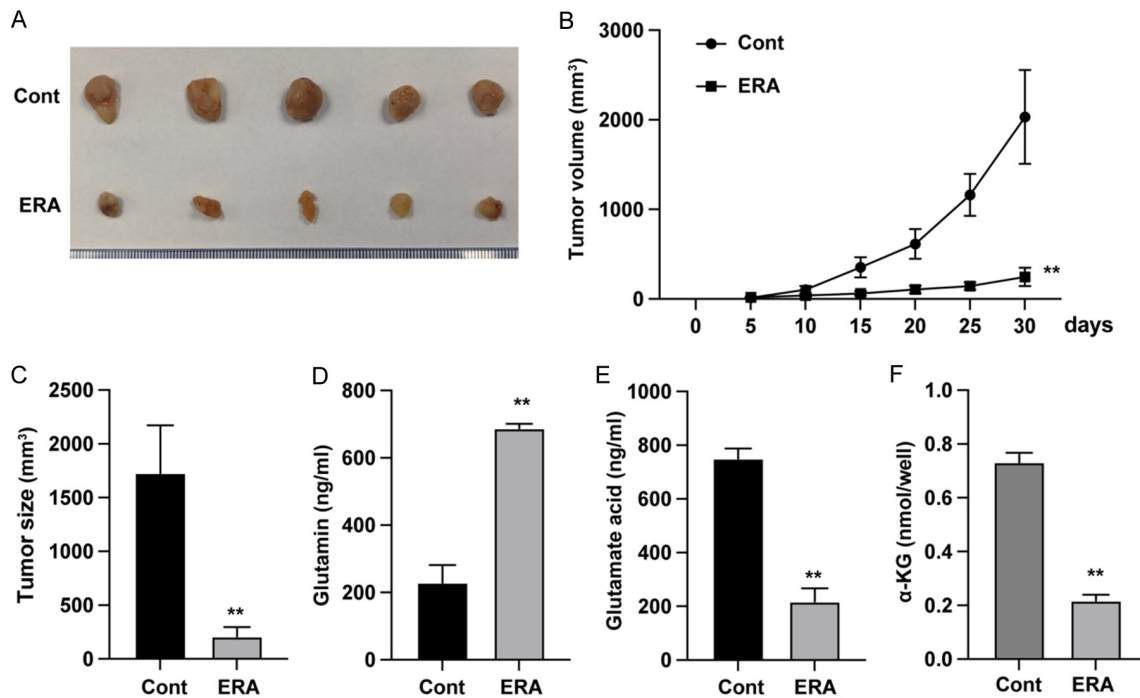 A
Cont
ERA
B
Tumor volume (mm³)
3000
2000
1000
0
Cont
ERA
**
0 5 10 15 20 25 30 days
C
Tumor size (mm³)
2500
2000
1500
1000
500
0
**
Cont ERA
D
Glutamin (ng/ml)
800
600
400
200
0
**
Cont ERA
E
Glutamate acid (ng/ml)
1000
800
600
400
200
0
**
Cont ERA
F
α-KG (nmol/well)
1.0
0.8
0.6
0.4
0.2
0.0
**
Cont ERA